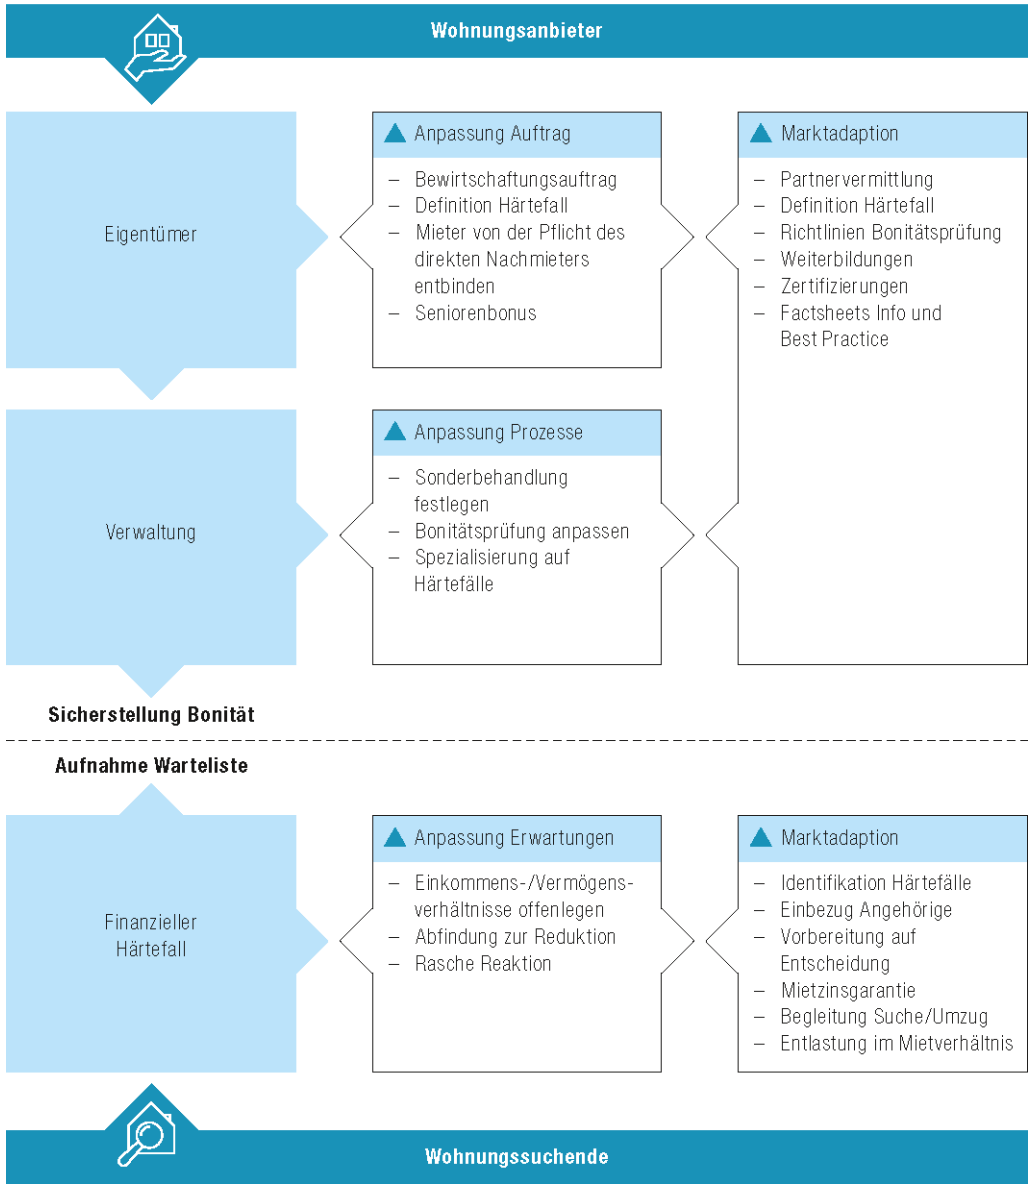 Wohnungsanbieter
Eigentümer
Anpassung Auftrag
– Bewirtschaftungsauftrag
– Definition Härtefall
– Mieter von der Pflicht des
direkten Nachmieters
entbinden
– Seniorenbonus
Marktadaption
– Partnervermittlung
– Definition Härtefall
– Richtlinien Bonitätsprüfung
– Weiterbildungen
– Zertifizierungen
– Factsheets Info und
Best Practice
Verwaltung
Anpassung Prozesse
– Sonderbehandlung
festlegen
– Bonitätsprüfung anpassen
– Spezialisierung auf
Härtefälle
Sicherstellung Bonität
Aufnahme Warteliste
Finanzieller
Härtefall
Anpassung Erwartungen
– Einkommens-/Vermögens-
verhältnisse offenlegen
– Abfindung zur Reduktion
– Rasche Reaktion
Marktadaption
– Identifikation Härtefälle
– Einbezug Angehörige
– Vorbereitung auf
Entscheidung
– Mietzinsgarantie
– Begleitung Suche/Umzug
– Entlastung im Mietverhältnis
Wohnungssuchende